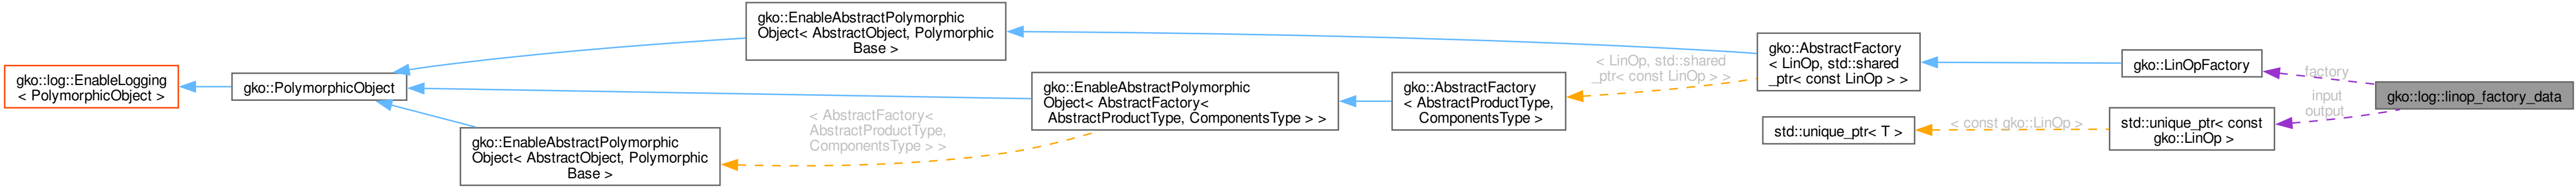 gko::log::EnableLogging
< PolymorphicObject >
gko::PolymorphicObject
gko::EnableAbstractPolymorphic
Object< AbstractObject, Polymorphic
Base >
gko::EnableAbstractPolymorphic
Object< AbstractObject, Polymorphic
Base >
< AbstractFactory<
AbstractProductType,
ComponentsType > >
gko::EnableAbstractPolymorphic
Object< AbstractFactory<
AbstractProductType, ComponentsType > >
gko::AbstractFactory
< AbstractProductType,
ComponentsType >
< LinOp, std::shared
_ptr< const LinOp > >
gko::AbstractFactory
< LinOp, std::shared
_ptr< const LinOp > >
std::unique_ptr< T >
< const gko::LinOp >
gko::LinOpFactory
std::unique_ptr< const
gko::LinOp >
factory
input
output
gko::log::linop_factory_data